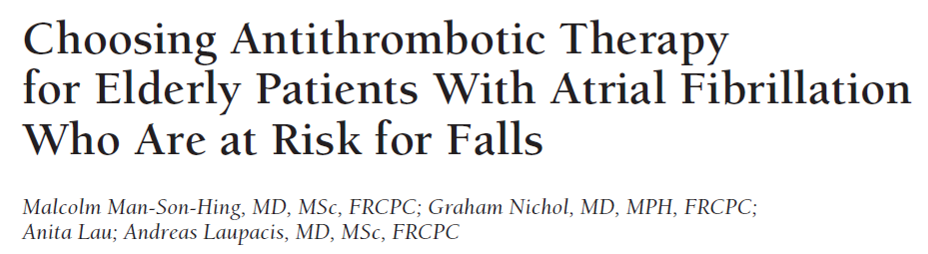 Choosing Antithrombotic Therapy
for Elderly Patients With Atrial Fibrillation
Who Are at Risk for Falls
Malcolm Man-Son-Hing, MD, MSc, FRCPC; Graham Nichol, MD, MPH, FRCPC;
Anita Lau; Andreas Laupacis, MD, MSc, FRCPC